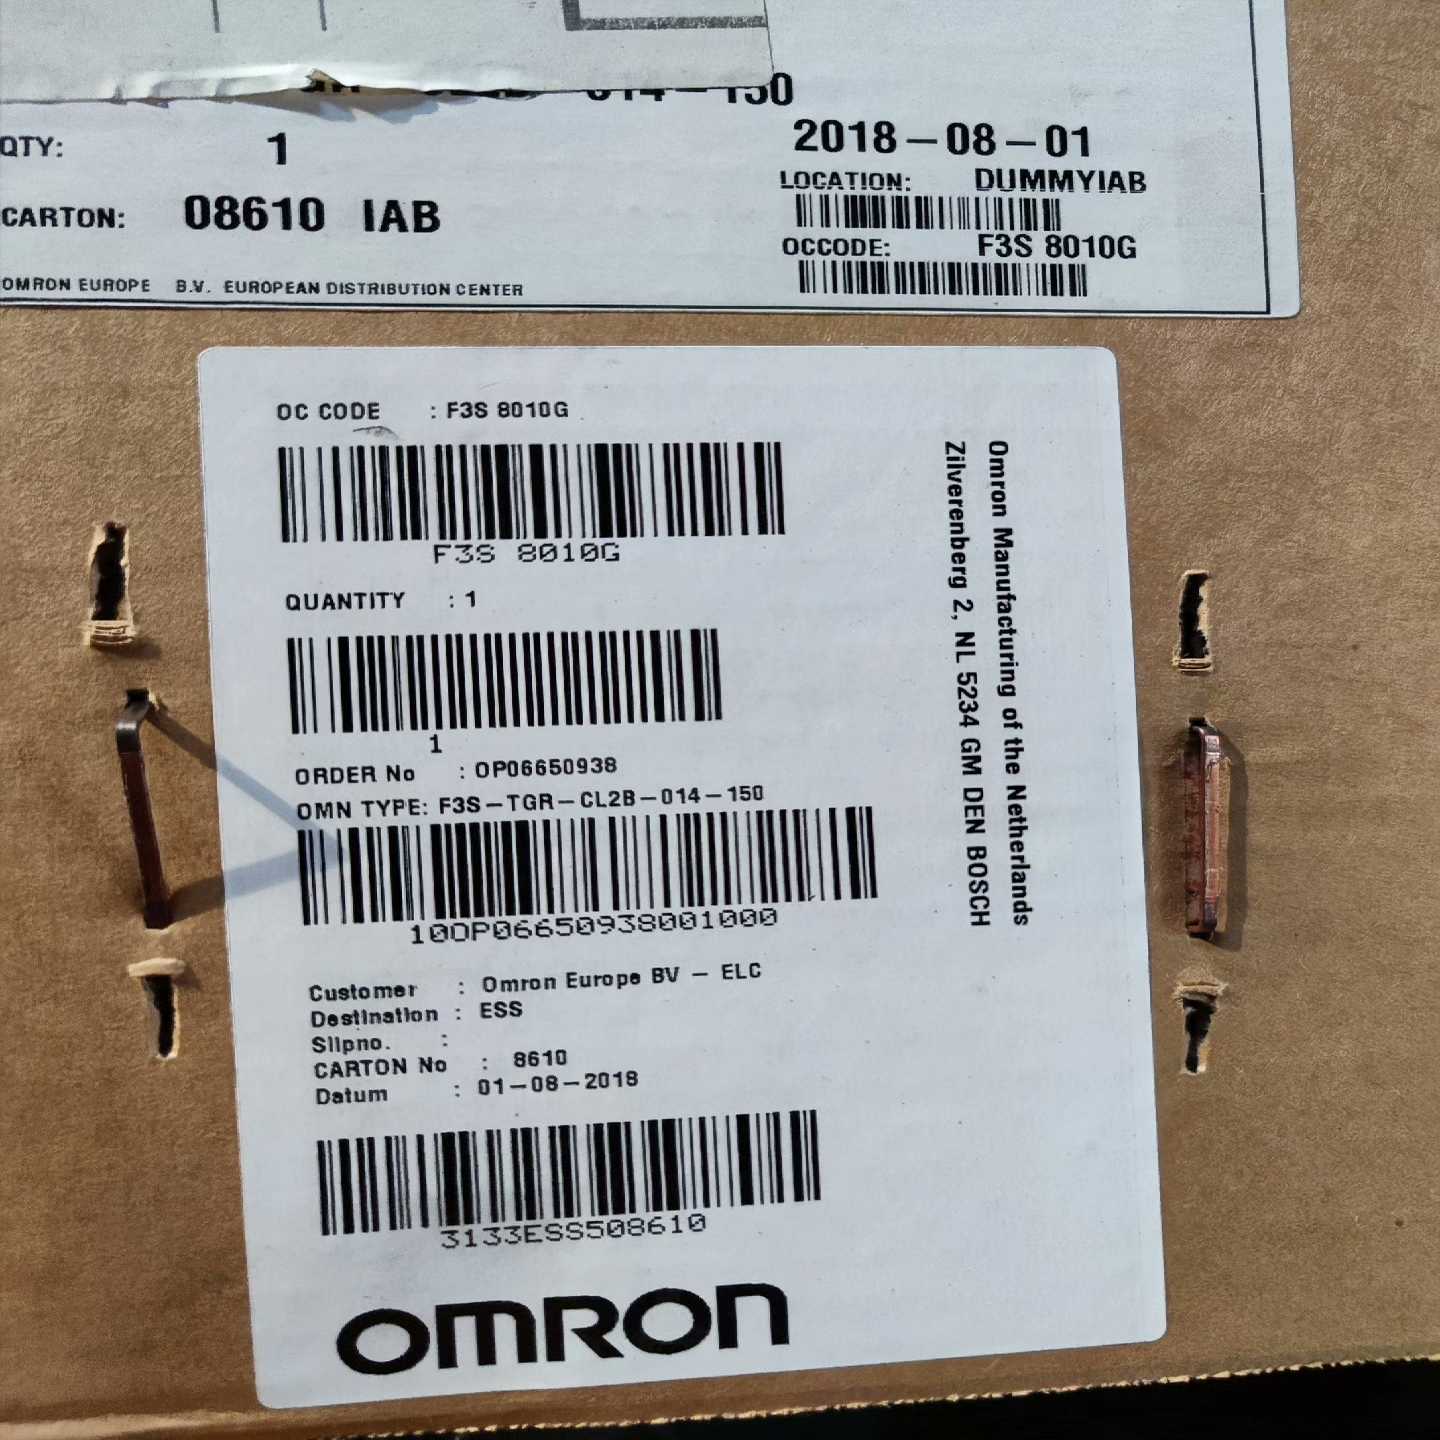 014-150
QTY: 1
2018-08-01
LOCATION: DUMMYIAB
CARTON: 08610 IAB
OCCODE: F3S 8010G
OMRON EUROPE B.V. EUROPEAN DISTRIBUTION CENTER
OC CODE : F3S 8010G
F3S 8010G
QUANTITY : 1
1
ORDER No : OP06650938
OMN TYPE: F3S-TGR-CL2B-014-150
100P06650938001000
Customer : Omron Europe BV - ELC
Destination : ESS
Slipno. :
CARTON No : 8610
Datum : 01-08-2018
3133ESS508610
OMRON
Omron Manufacturing of the Netherlands
Zilverenberg 2, NL 5234 GM DEN BOSCH